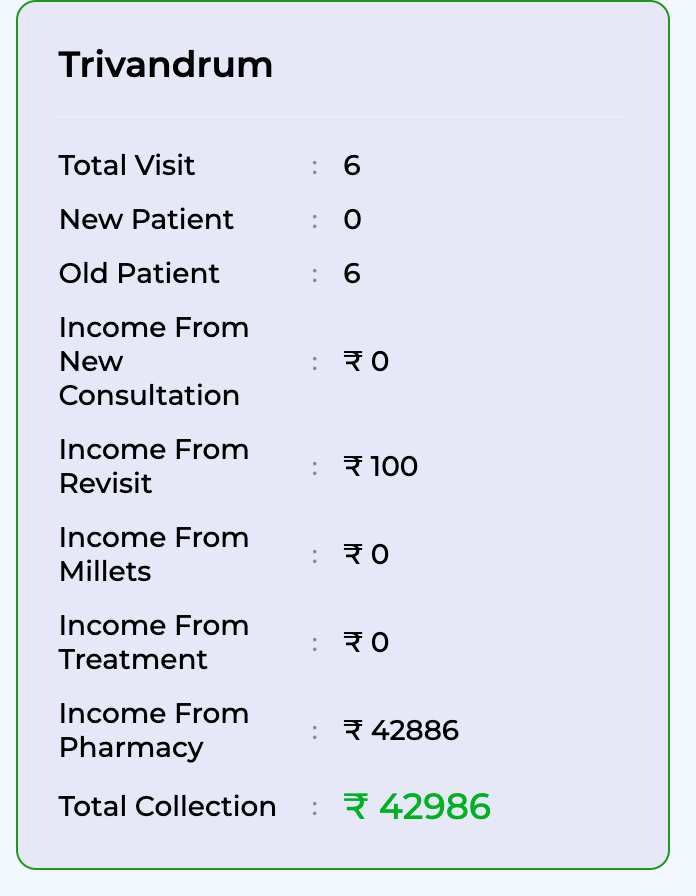 Trivandrum
Total Visit : 6
New Patient : 0
Old Patient : 6
Income From
New : ₹ 0
Consultation
Income From
Revisit : ₹ 100
Income From
Millets : ₹ 0
Income From
Treatment : ₹ 0
Income From
Pharmacy : ₹ 42886
Total Collection : ₹ 42986